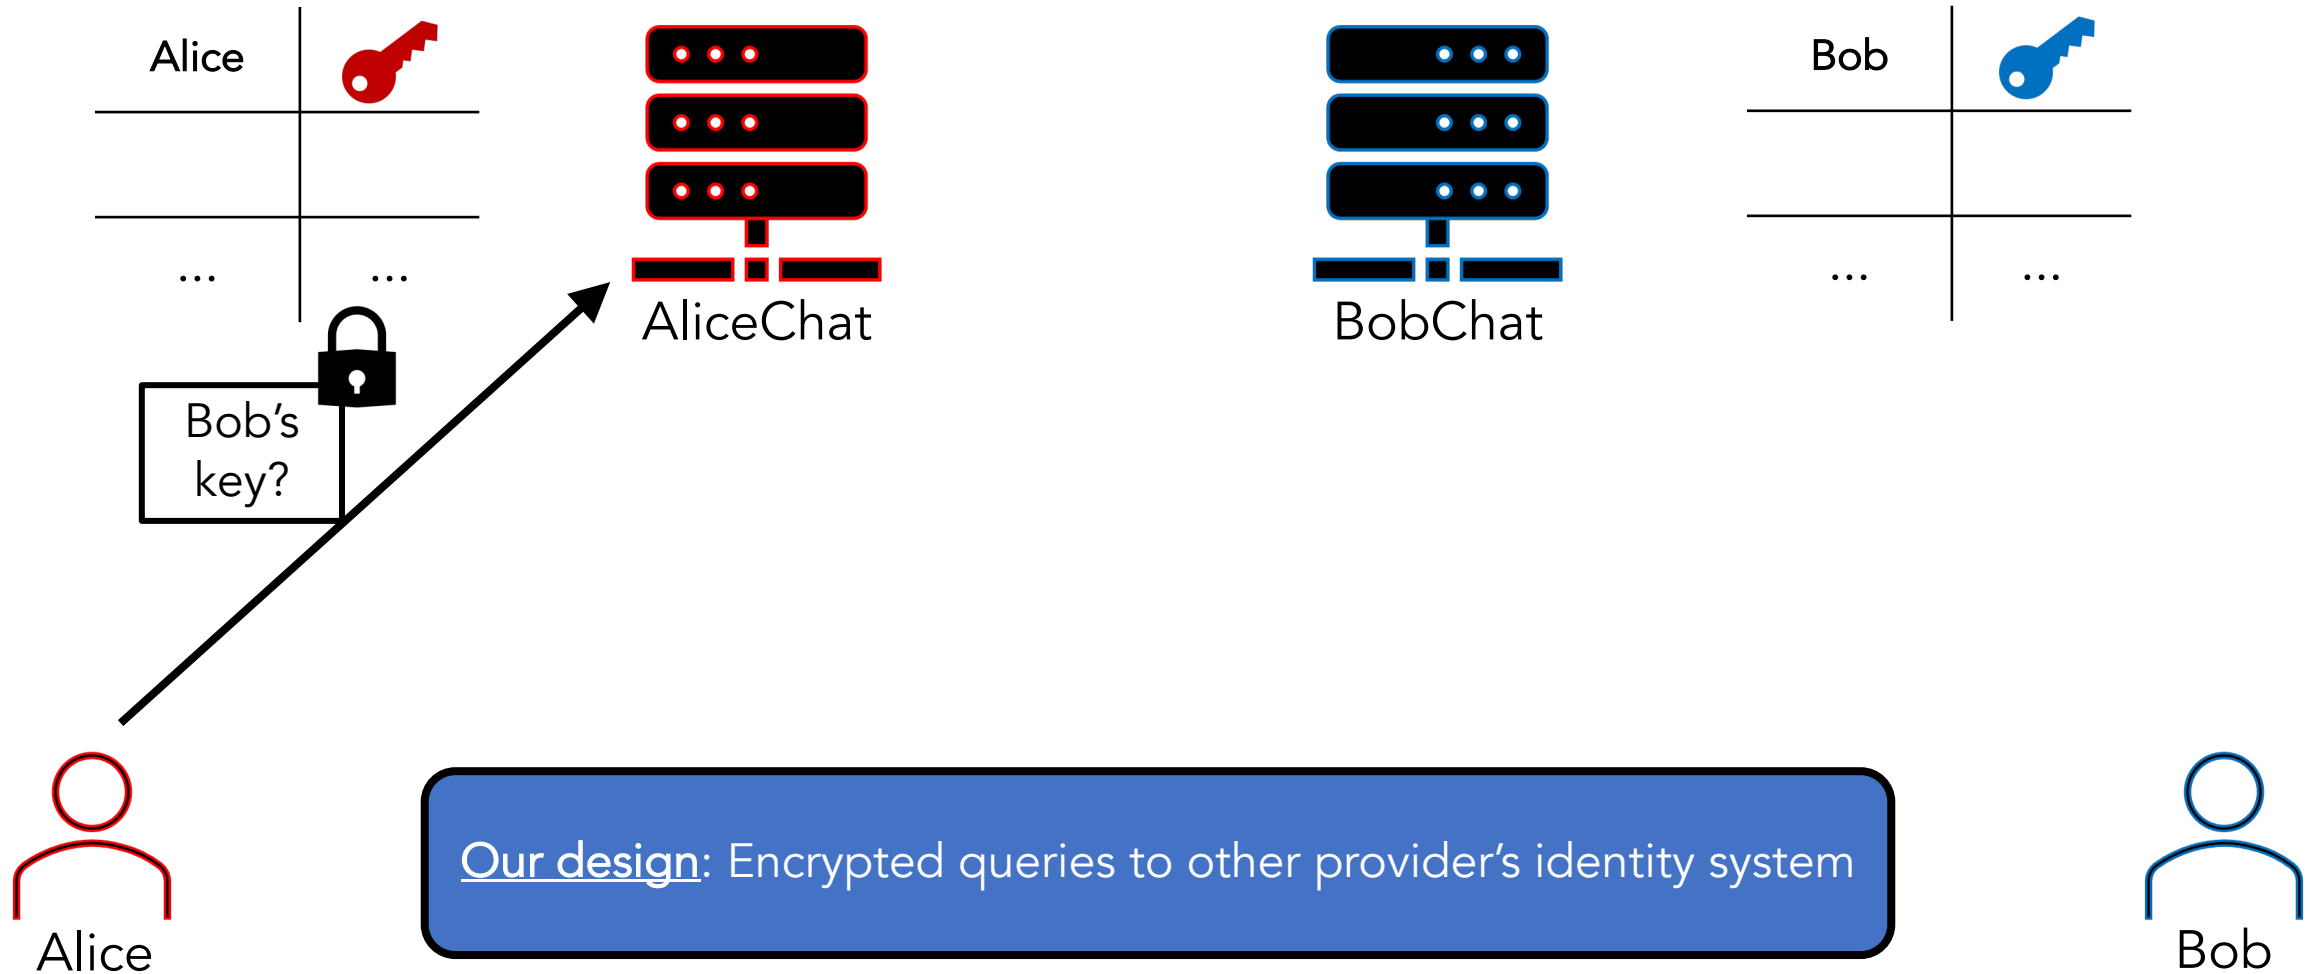 Alice
Bob
...
...
...
...
AliceChat
BobChat
Bob’s
key?
Our design: Encrypted queries to other provider’s identity system
Alice
Bob